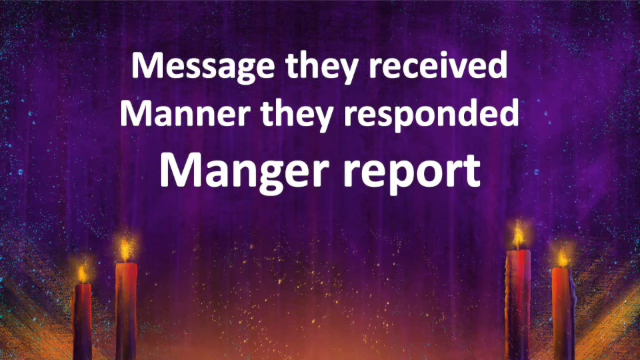 Message they received
Manner they responded
Manger report